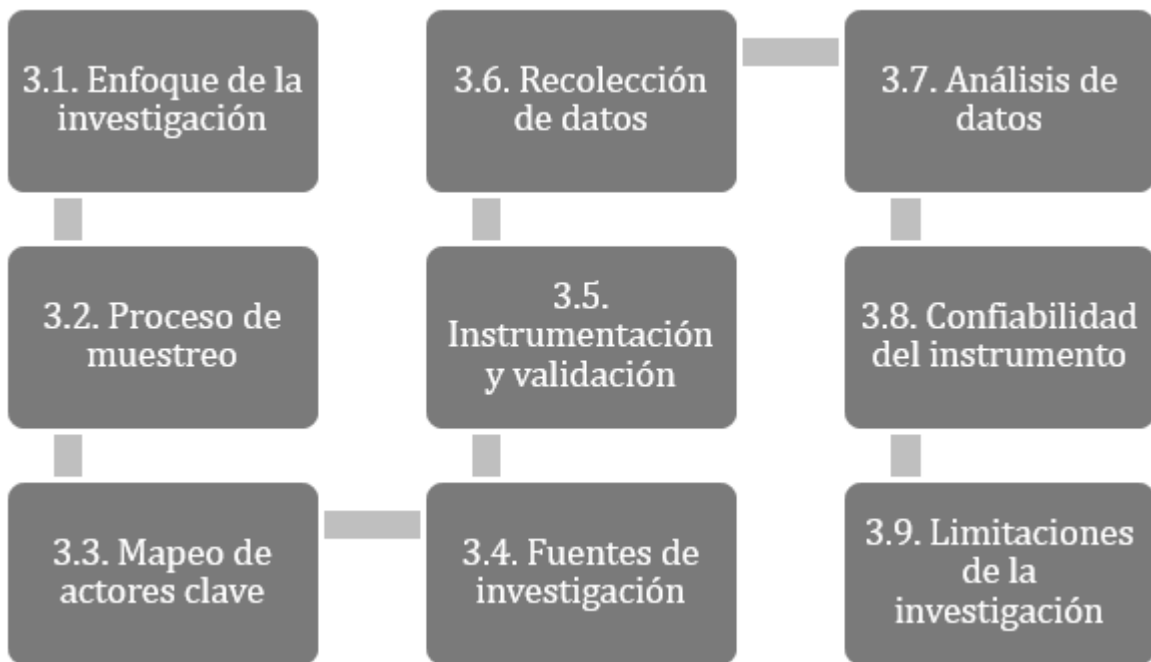 3.1. Enfoque de la
investigación
3.2. Proceso de
muestreo
3.3. Mapeo de
actores clave
3.4. Fuentes de
investigación
3.5.
Instrumentación
y validación
3.6. Recolección
de datos
3.7. Análisis de
datos
3.8. Confiabilidad
del instrumento
3.9. Limitaciones
de la
investigación